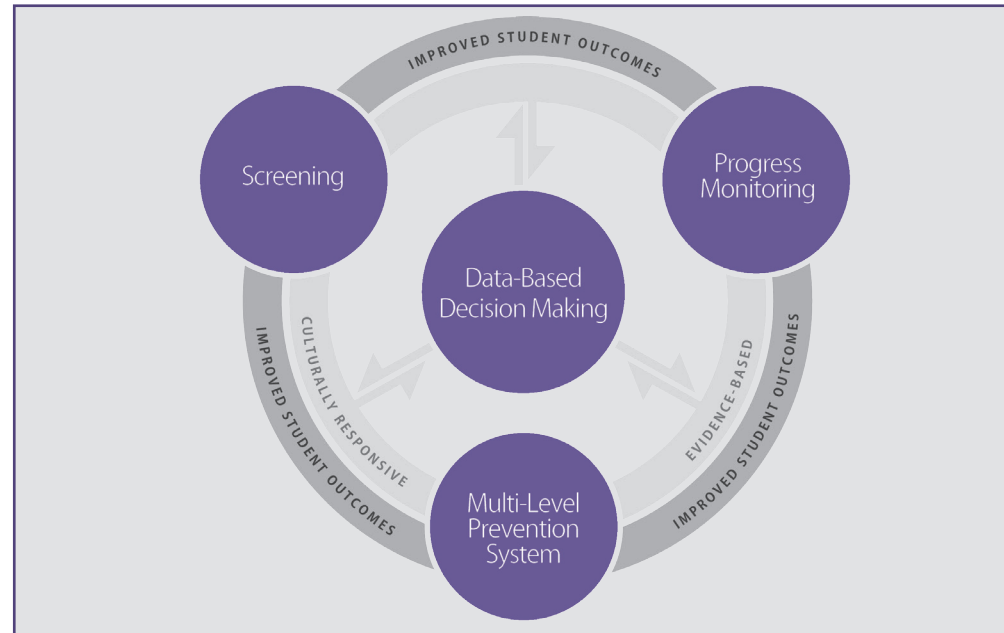 IMPROVED STUDENT OUTCOMES
Screening
Progress
Monitoring
Data-Based
Decision Making
IMPROVED STUDENT OUTCOMES
CULTURALLY RESPONSIVE
EVIDENCE-BASED
IMPROVED STUDENT OUTCOMES
Multi-Level
Prevention
System